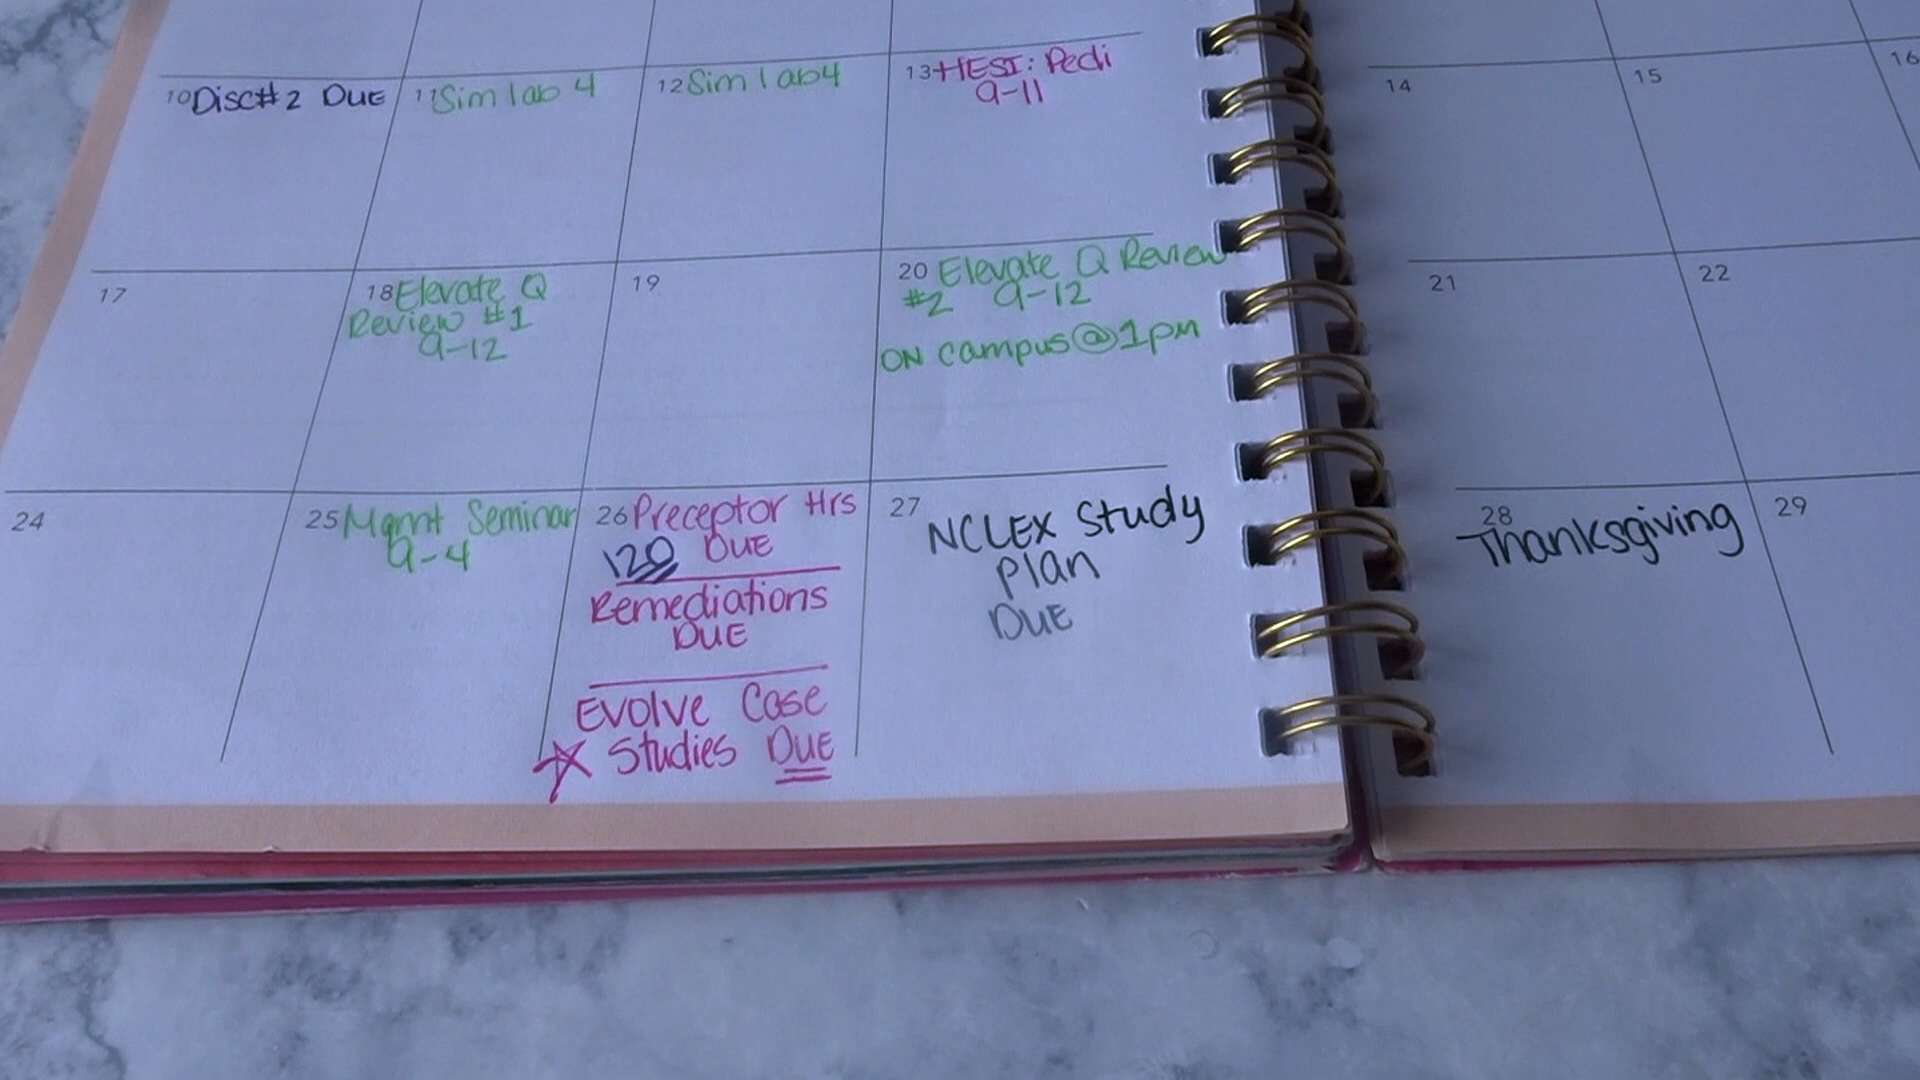 10 Disc#2 Due
11 Sim lab 4
12 Sim lab 4
13 HESI: Pedi
9-11
14
15
16
17
18 Elevate Q
Review #1
9-12
19
20 Elevate Q Review
#2 9-12
ON campus@1pm
21
22
24
25 Mgmt Seminar
9-4
26 Preceptor Hrs
120 Due
Remediations
Due
Evolve Case
Studies Due
27
NCLEX Study
plan
Due
28
Thanksgiving
29